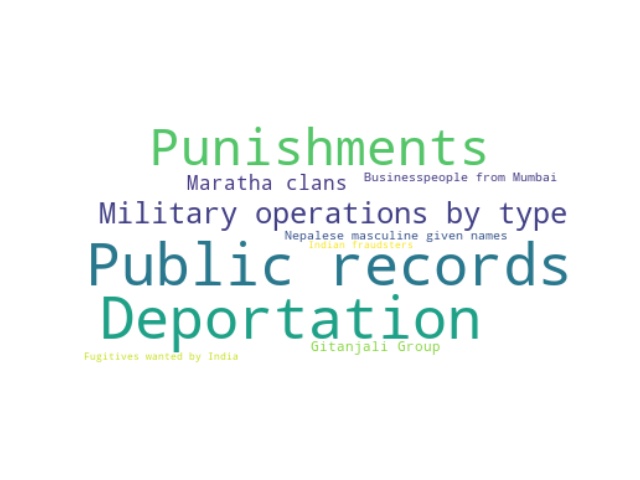 Punishments
Businesspeople from Mumbai
Maratha clans
Military operations by type
Nepalese masculine given names
Indian fraudsters
Public records
Deportation
Gitanjali Group
Fugitives wanted by India